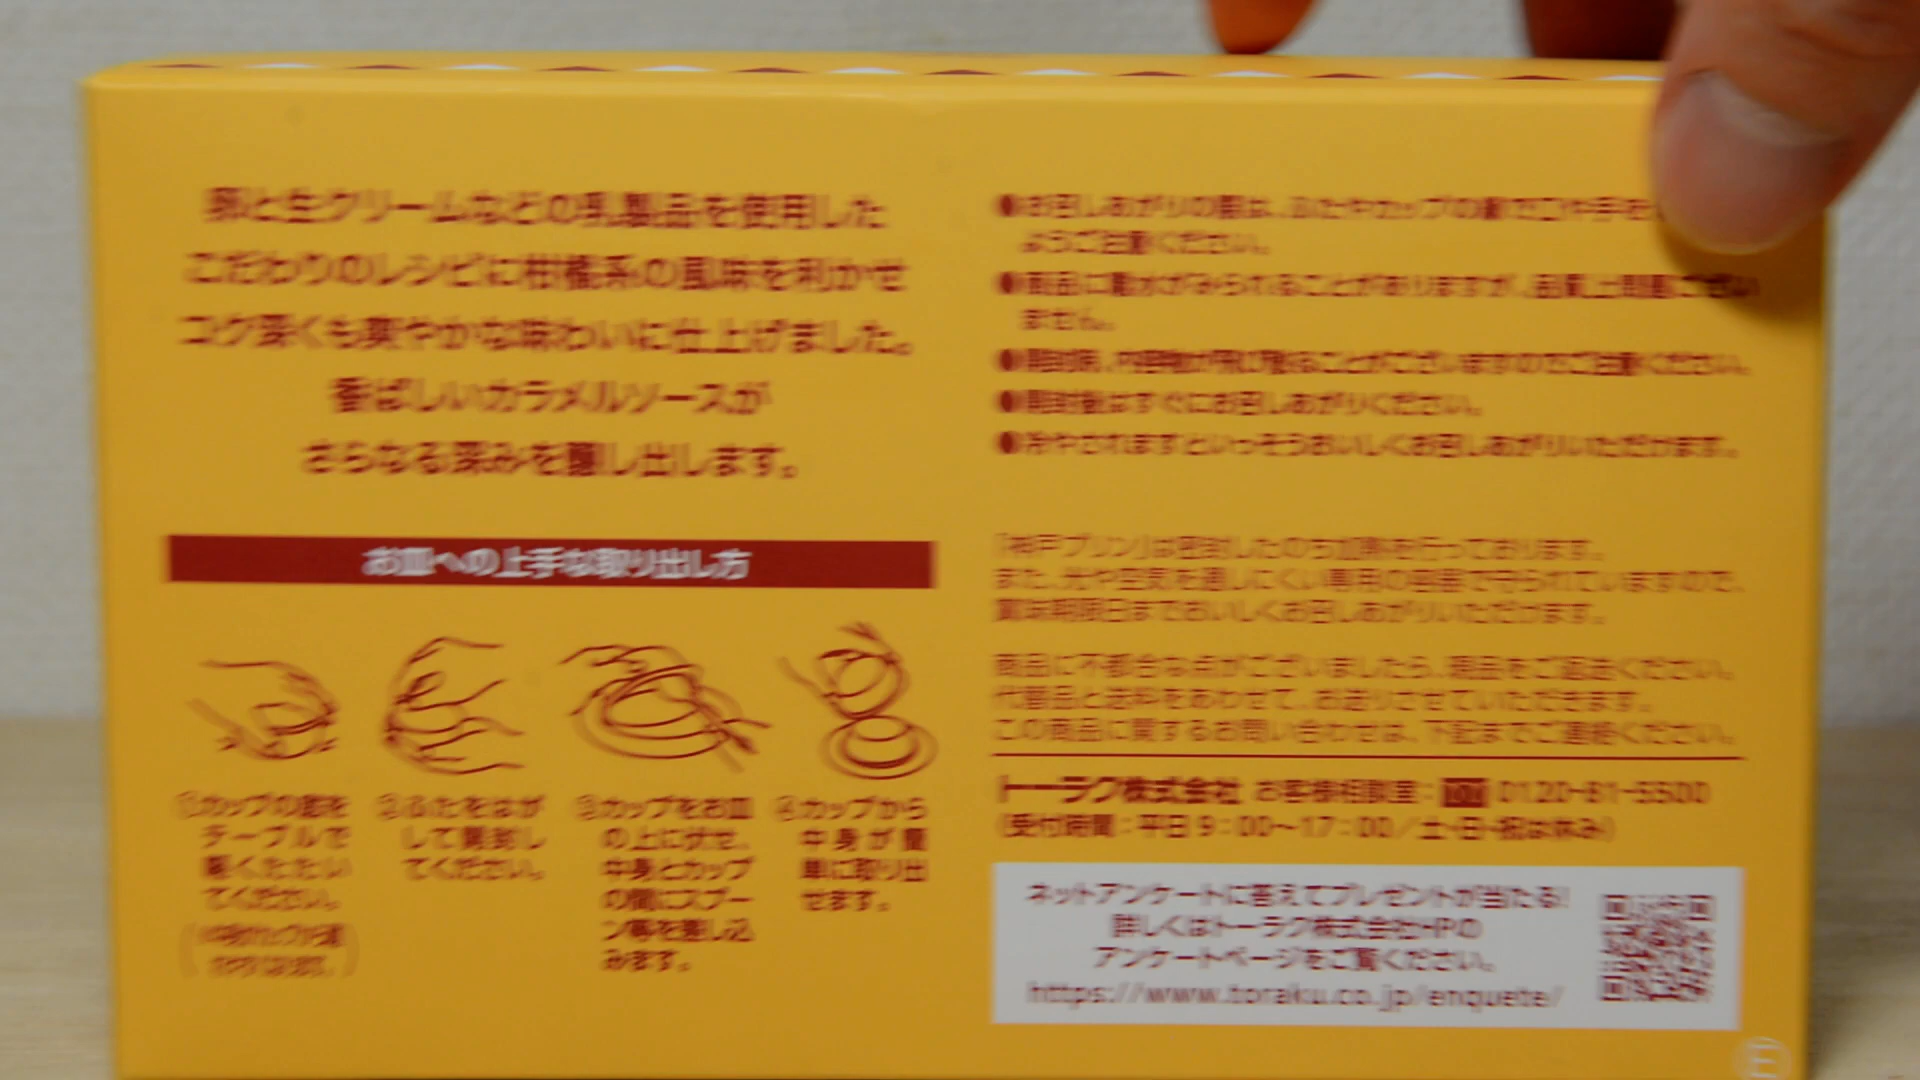 卵と生クリームなどの乳製品を使用した
こだわりのレシピに柑橘系の風味を利かせ
コク深くも爽やかな味わいに仕上げました。
香ばしいカラメルソースが
さらなる深みを醸し出します。
お皿への上手な取り出し方
①カップの底を
テーブルで
軽くたたい
てください。
②ふたをはが
して開封し
てください。
③カップをお皿
の上に伏せ、
中身とカップ
の間にスプー
ン等を差し込
みます。
④カップから
中身が簡
単に取り出
せます。
●お召しあがりの際は、ふたやカップの縁で口や手を
ようご注意ください。
●商品に離水がみられることがありますが、品質上問題ござい
ません。
●開封時、内容物が飛び散ることがございますのでご注意ください。
●開封後はすぐにお召しあがりください。
●冷やされますといっそうおいしくお召しあがりいただけます。
「神戸プリン」は密封したのち加熱を行っております。
また、光や空気を通しにくい専用の容器で守られていますので、
賞味期限日までおいしくお召しあがりいただけます。
商品に不都合な点がございましたら、現品をご返送ください。
代替品と送料をあわせて、お送りさせていただきます。
この商品に関するお問い合わせは、下記までご連絡ください。
トーラク株式会社 お客様相談室: 0120-81-5500
(受付時間:平日9:00〜17:00/土・日・祝は休み)
ネットアンケートに答えてプレゼントが当たる!
詳しくはトーラク株式会社HPの
アンケートページをご覧ください。
https://www.toraku.co.jp/enquete/